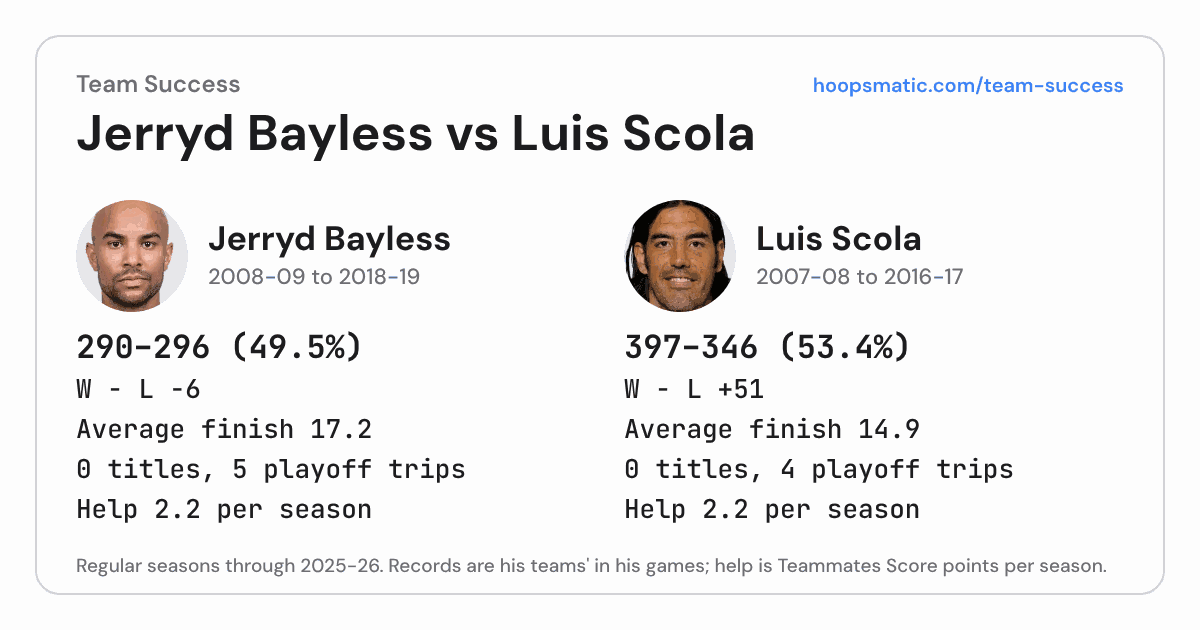 Team Success
hoopsmatic.com/team-success
Jerryd Bayless vs Luis Scola
Jerryd Bayless
2008-09 to 2018-19
290-296 (49.5%)
W - L -6
Average finish 17.2
0 titles, 5 playoff trips
Help 2.2 per season
Luis Scola
2007-08 to 2016-17
397-346 (53.4%)
W - L +51
Average finish 14.9
0 titles, 4 playoff trips
Help 2.2 per season
Regular seasons through 2025-26. Records are his teams' in his games; help is Teammates Score points per season.